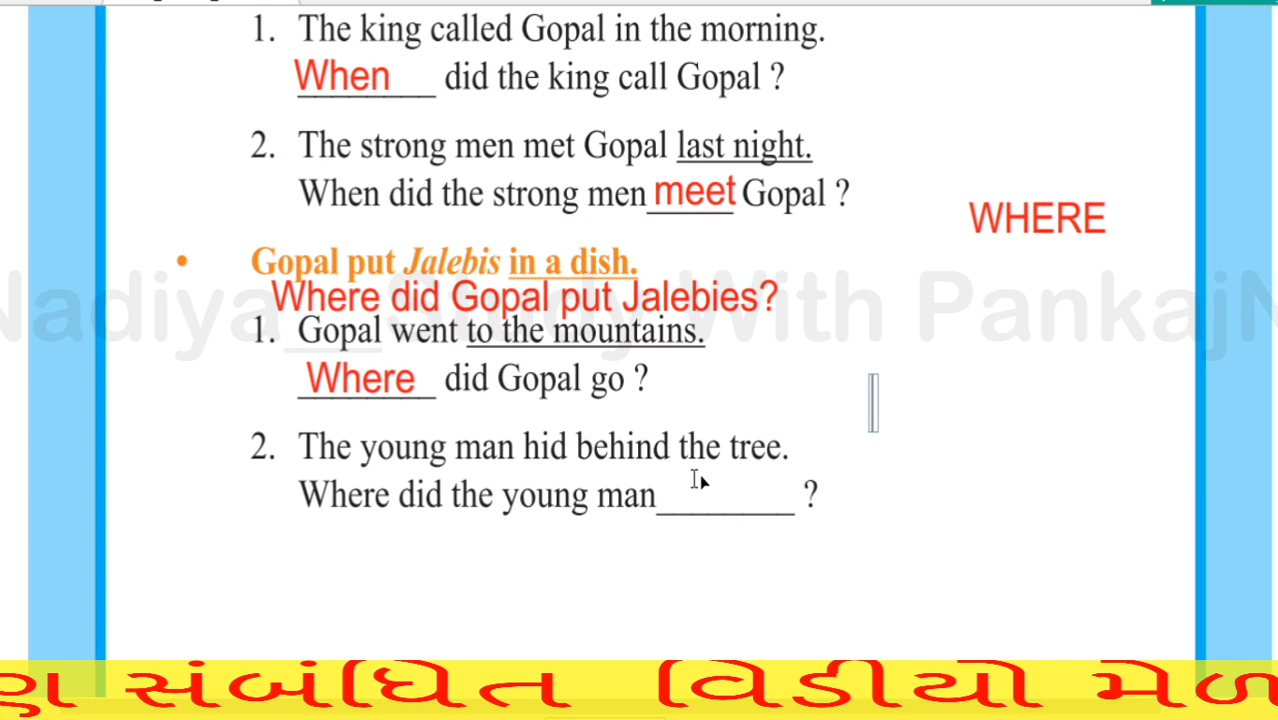 1. The king called Gopal in the morning.
When did the king call Gopal ?
2. The strong men met Gopal last night.
When did the strong men meet Gopal ?
WHERE
• Gopal put Jalebis in a dish.
Where did Gopal put Jalebies?
1. Gopal went to the mountains.
Where did Gopal go ?
2. The young man hid behind the tree.
Where did the young man________ ?
સંબંધિત વિડીયો